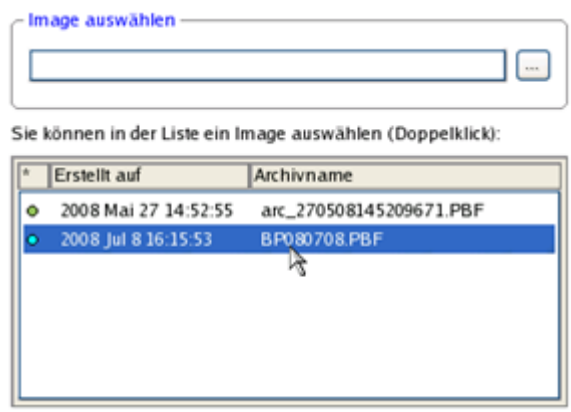 Image auswählen
...
Sie können in der Liste ein Image auswählen (Doppelklick):
* Erstellt auf Archivname
2008 Mai 27 14:52:55 arc_270508145209671.PBF
2008 Jul 8 16:15:53 BP080708.PBF